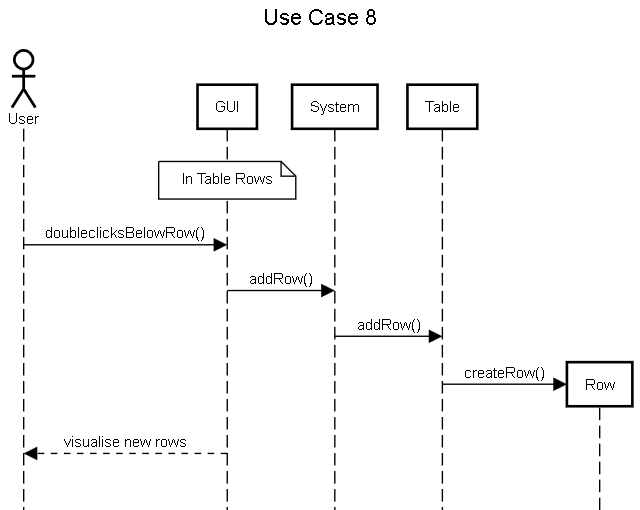 Use Case 8
User
GUI
System
Table
In Table Rows
doubleclicksBelowRow()
addRow()
addRow()
createRow()
Row
visualise new rows